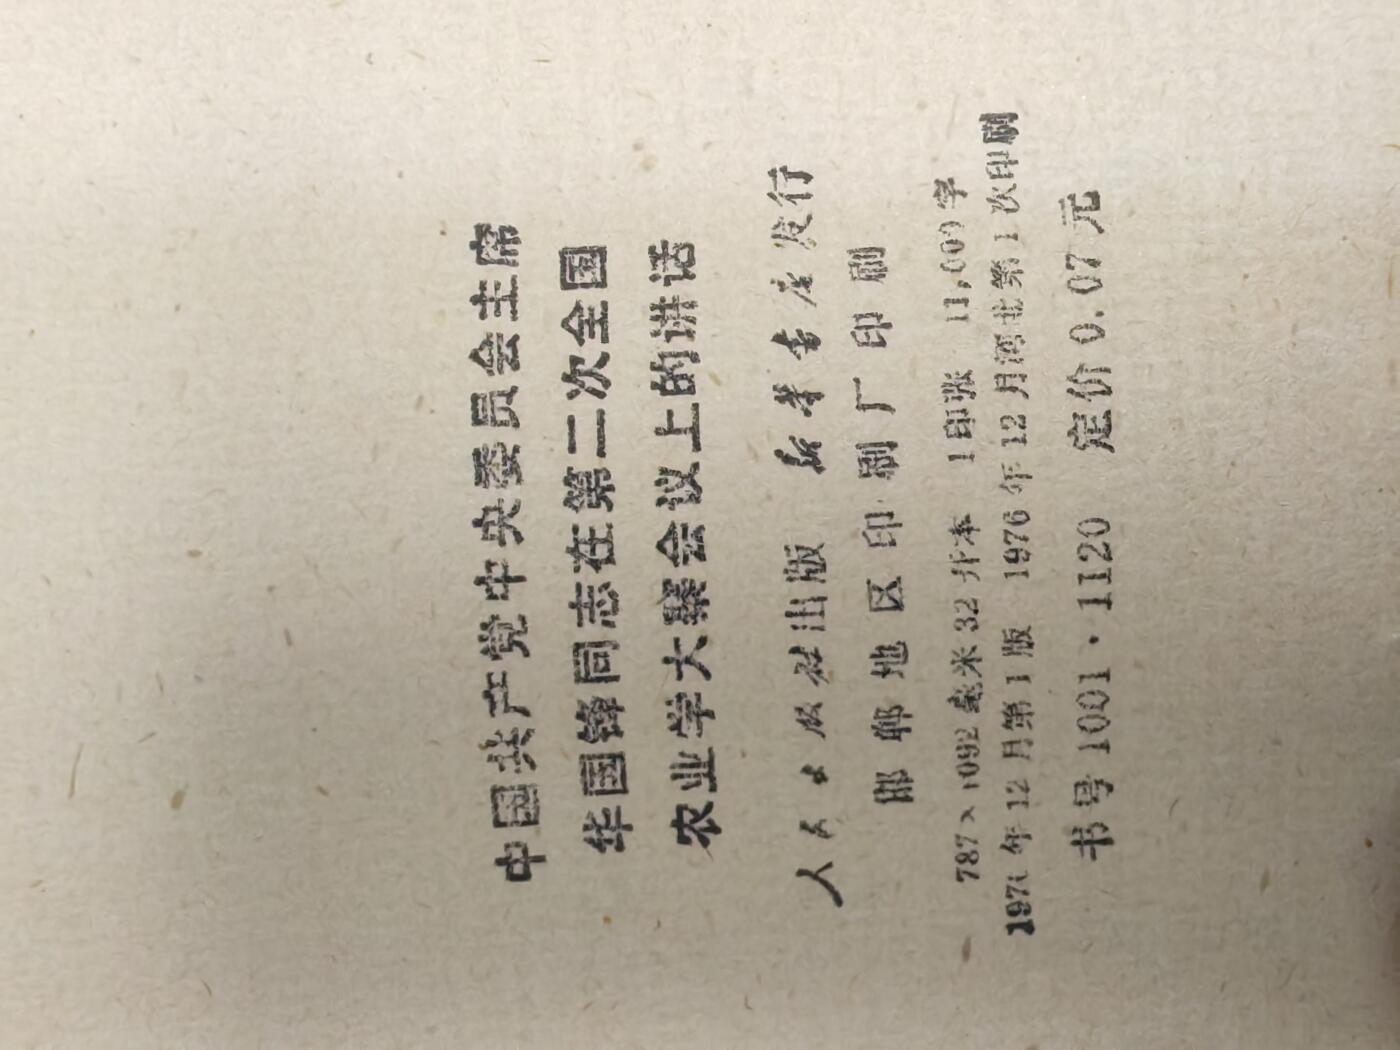 中国共产党中央委员会主席
华国锋同志在第二次全国
农业学大寨会议上的讲话
人民出版社出版 新华书店发行
邯郸地区印刷厂印刷
787×1092毫米32开本 1印张 11,000字
1976年12月第1版 1976年12月河北第1次印刷
书号1001·1120 定价0.07元